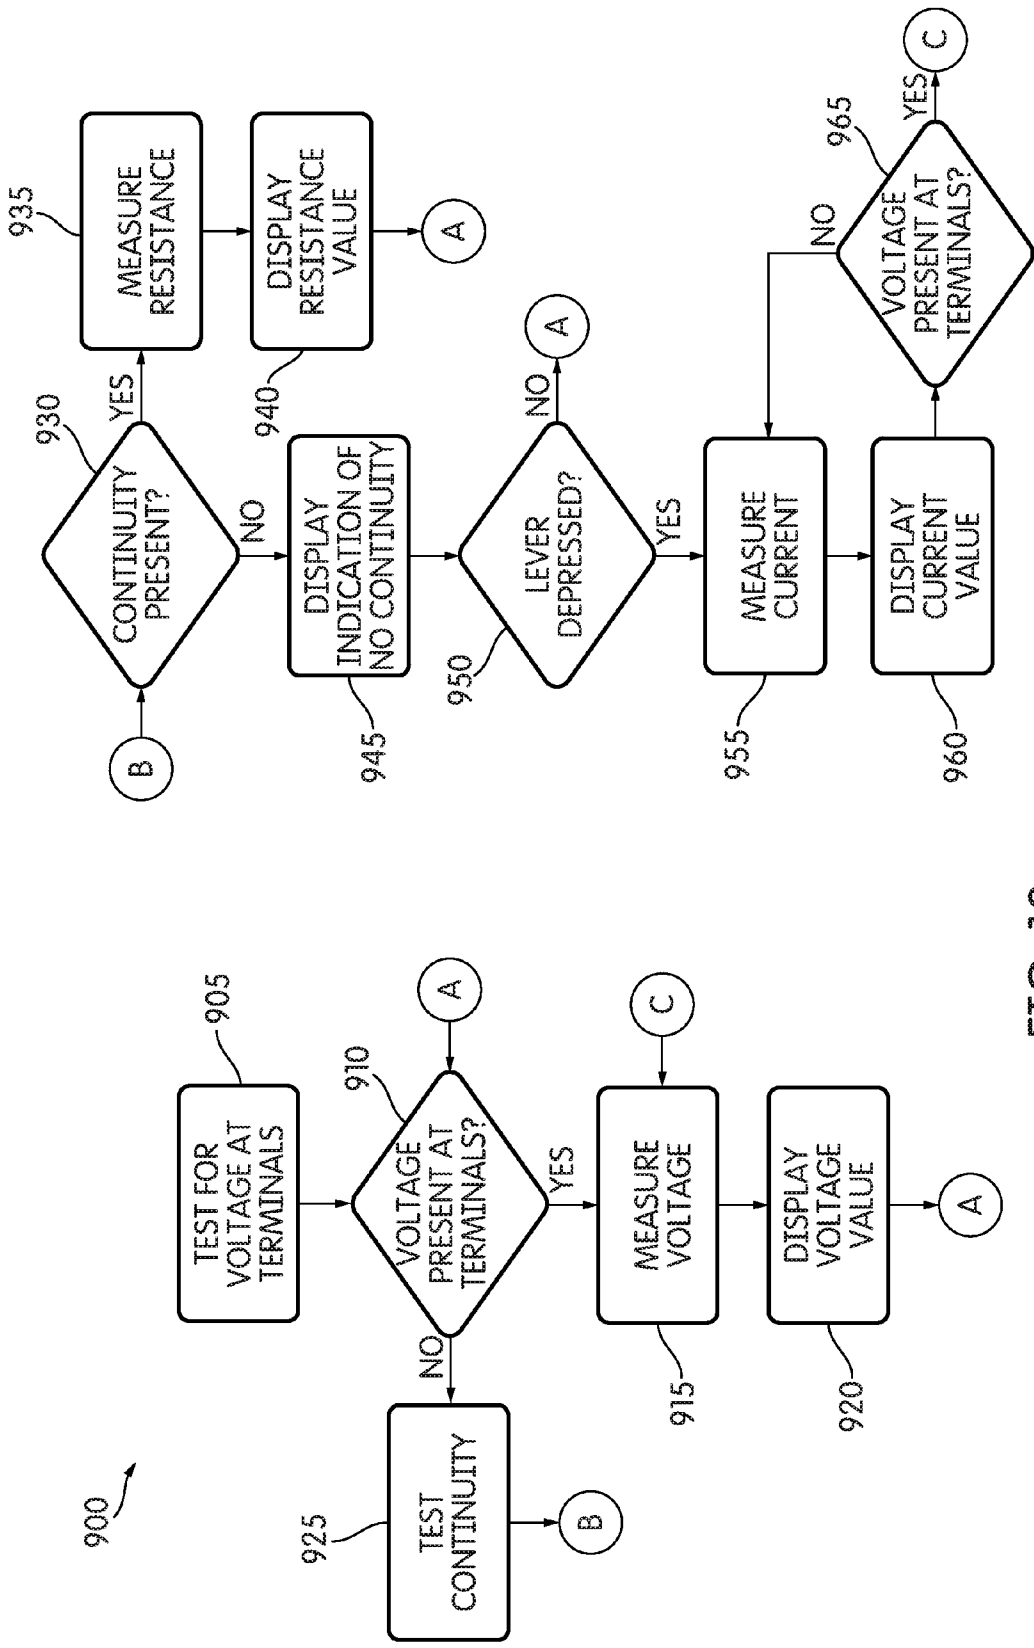 900
TEST FOR
VOLTAGE AT
TERMINALS
905
VOLTAGE
PRESENT AT
TERMINALS?
910
A
NO
YES
TEST
CONTINUITY
925
B
MEASURE
VOLTAGE
915
C
DISPLAY
VOLTAGE
VALUE
920
A
B
CONTINUITY
PRESENT?
930
YES
NO
MEASURE
RESISTANCE
935
DISPLAY
RESISTANCE
VALUE
940
A
DISPLAY
INDICATION OF
NO CONTINUITY
945
LEVER
DEPRESSED?
950
NO
A
YES
MEASURE
CURRENT
955
DISPLAY
CURRENT
VALUE
960
VOLTAGE
PRESENT AT
TERMINALS?
965
NO
YES
C